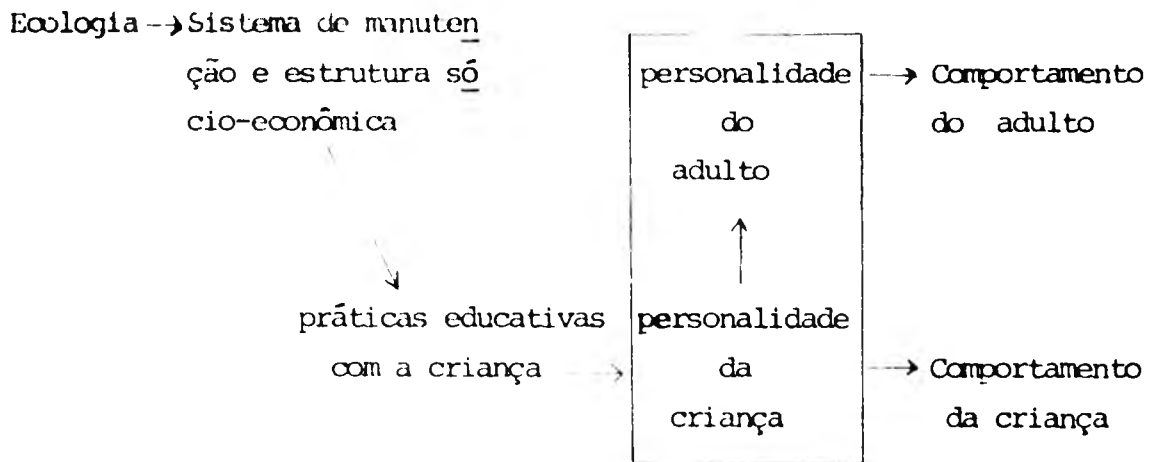 Ecologia → Sistema de manuten
ção e estrutura só
cio-econômica
personalidade
do
adulto
→ Comportamento
do adulto
práticas educativas
com a criança →
personalidade
da
criança
→ Comportamento
da criança